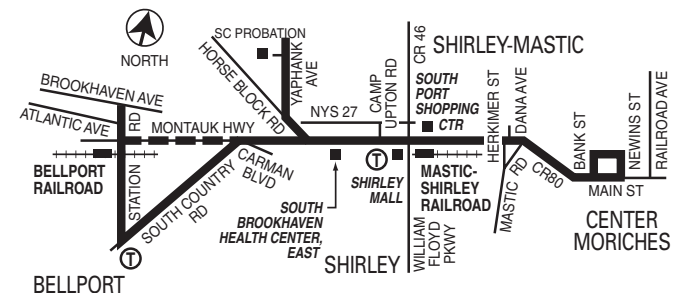 SC PROBATION
NORTH
HORSE BLOCK RD
YAPHANK
AVE
CR 46
SHIRLEY-MASTIC
BROOKHAVEN AVE
ATLANTIC AVE
MONTAUK HWY
NYS 27
CAMP
UPTON RD
SOUTH
PORT
SHOPPING
CTR
HERKIMER ST
DANA AVE
BANK ST
NEWINS ST
RAILROAD AVE
BELLPORT
RAILROAD
STATION
RD
SOUTH COUNTRY
RD
CARMAN
BLVD
SOUTH
BROOKHAVEN
HEALTH CENTER,
EAST
T
SHIRLEY
MALL
MASTIC-
SHIRLEY
RAILROAD
MASTIC
RD
CR80
MAIN ST
CENTER
MORICHES
SHIRLEY
WILLIAM
FLOYD
PKWY
T
BELLPORT